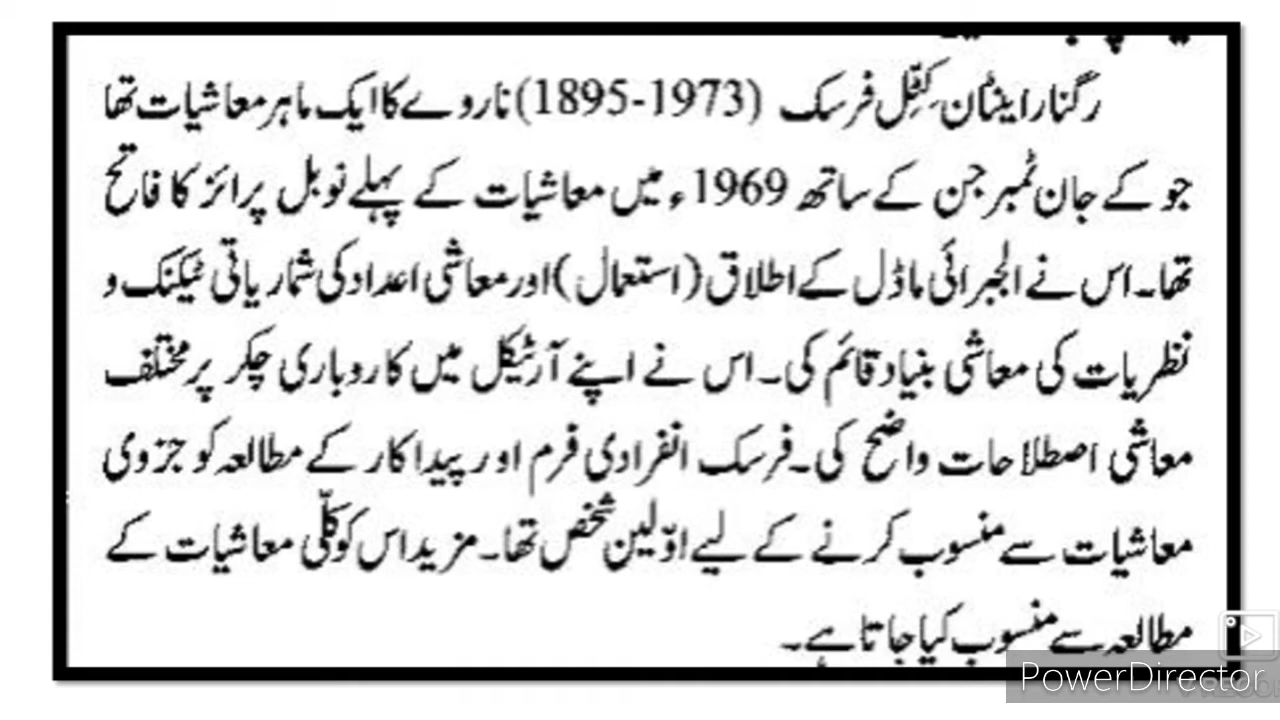 رگنار اینٹان کِٹِل فرسک (1895-1973) ناروے کا ایک ماہر معاشیات تھا
جو کے جان ٹمبر جن کے ساتھ 1969ء میں معاشیات کے پہلے نوبل پرائز کا فاتح
تھا۔ اس نے الجبرائی ماڈل کے اطلاق (استعمال) اور معاشی اعداد کی شماریاتی ٹیکنک و
نظریات کی معاشی بنیاد قائم کی۔ اس نے اپنے آرٹیکل میں کاروباری چکر پر مختلف
معاشی اصطلاحات واضح کی۔ فرسک انفرادی فرم اور پیداکار کے مطالعہ کو جزوی
معاشیات سے منسوب کرنے کے لیے اوّلین شخص تھا۔ مزید اس کو کلّی معاشیات کے
مطالعہ سے منسوب کیا جاتا ہے۔
PowerDirector